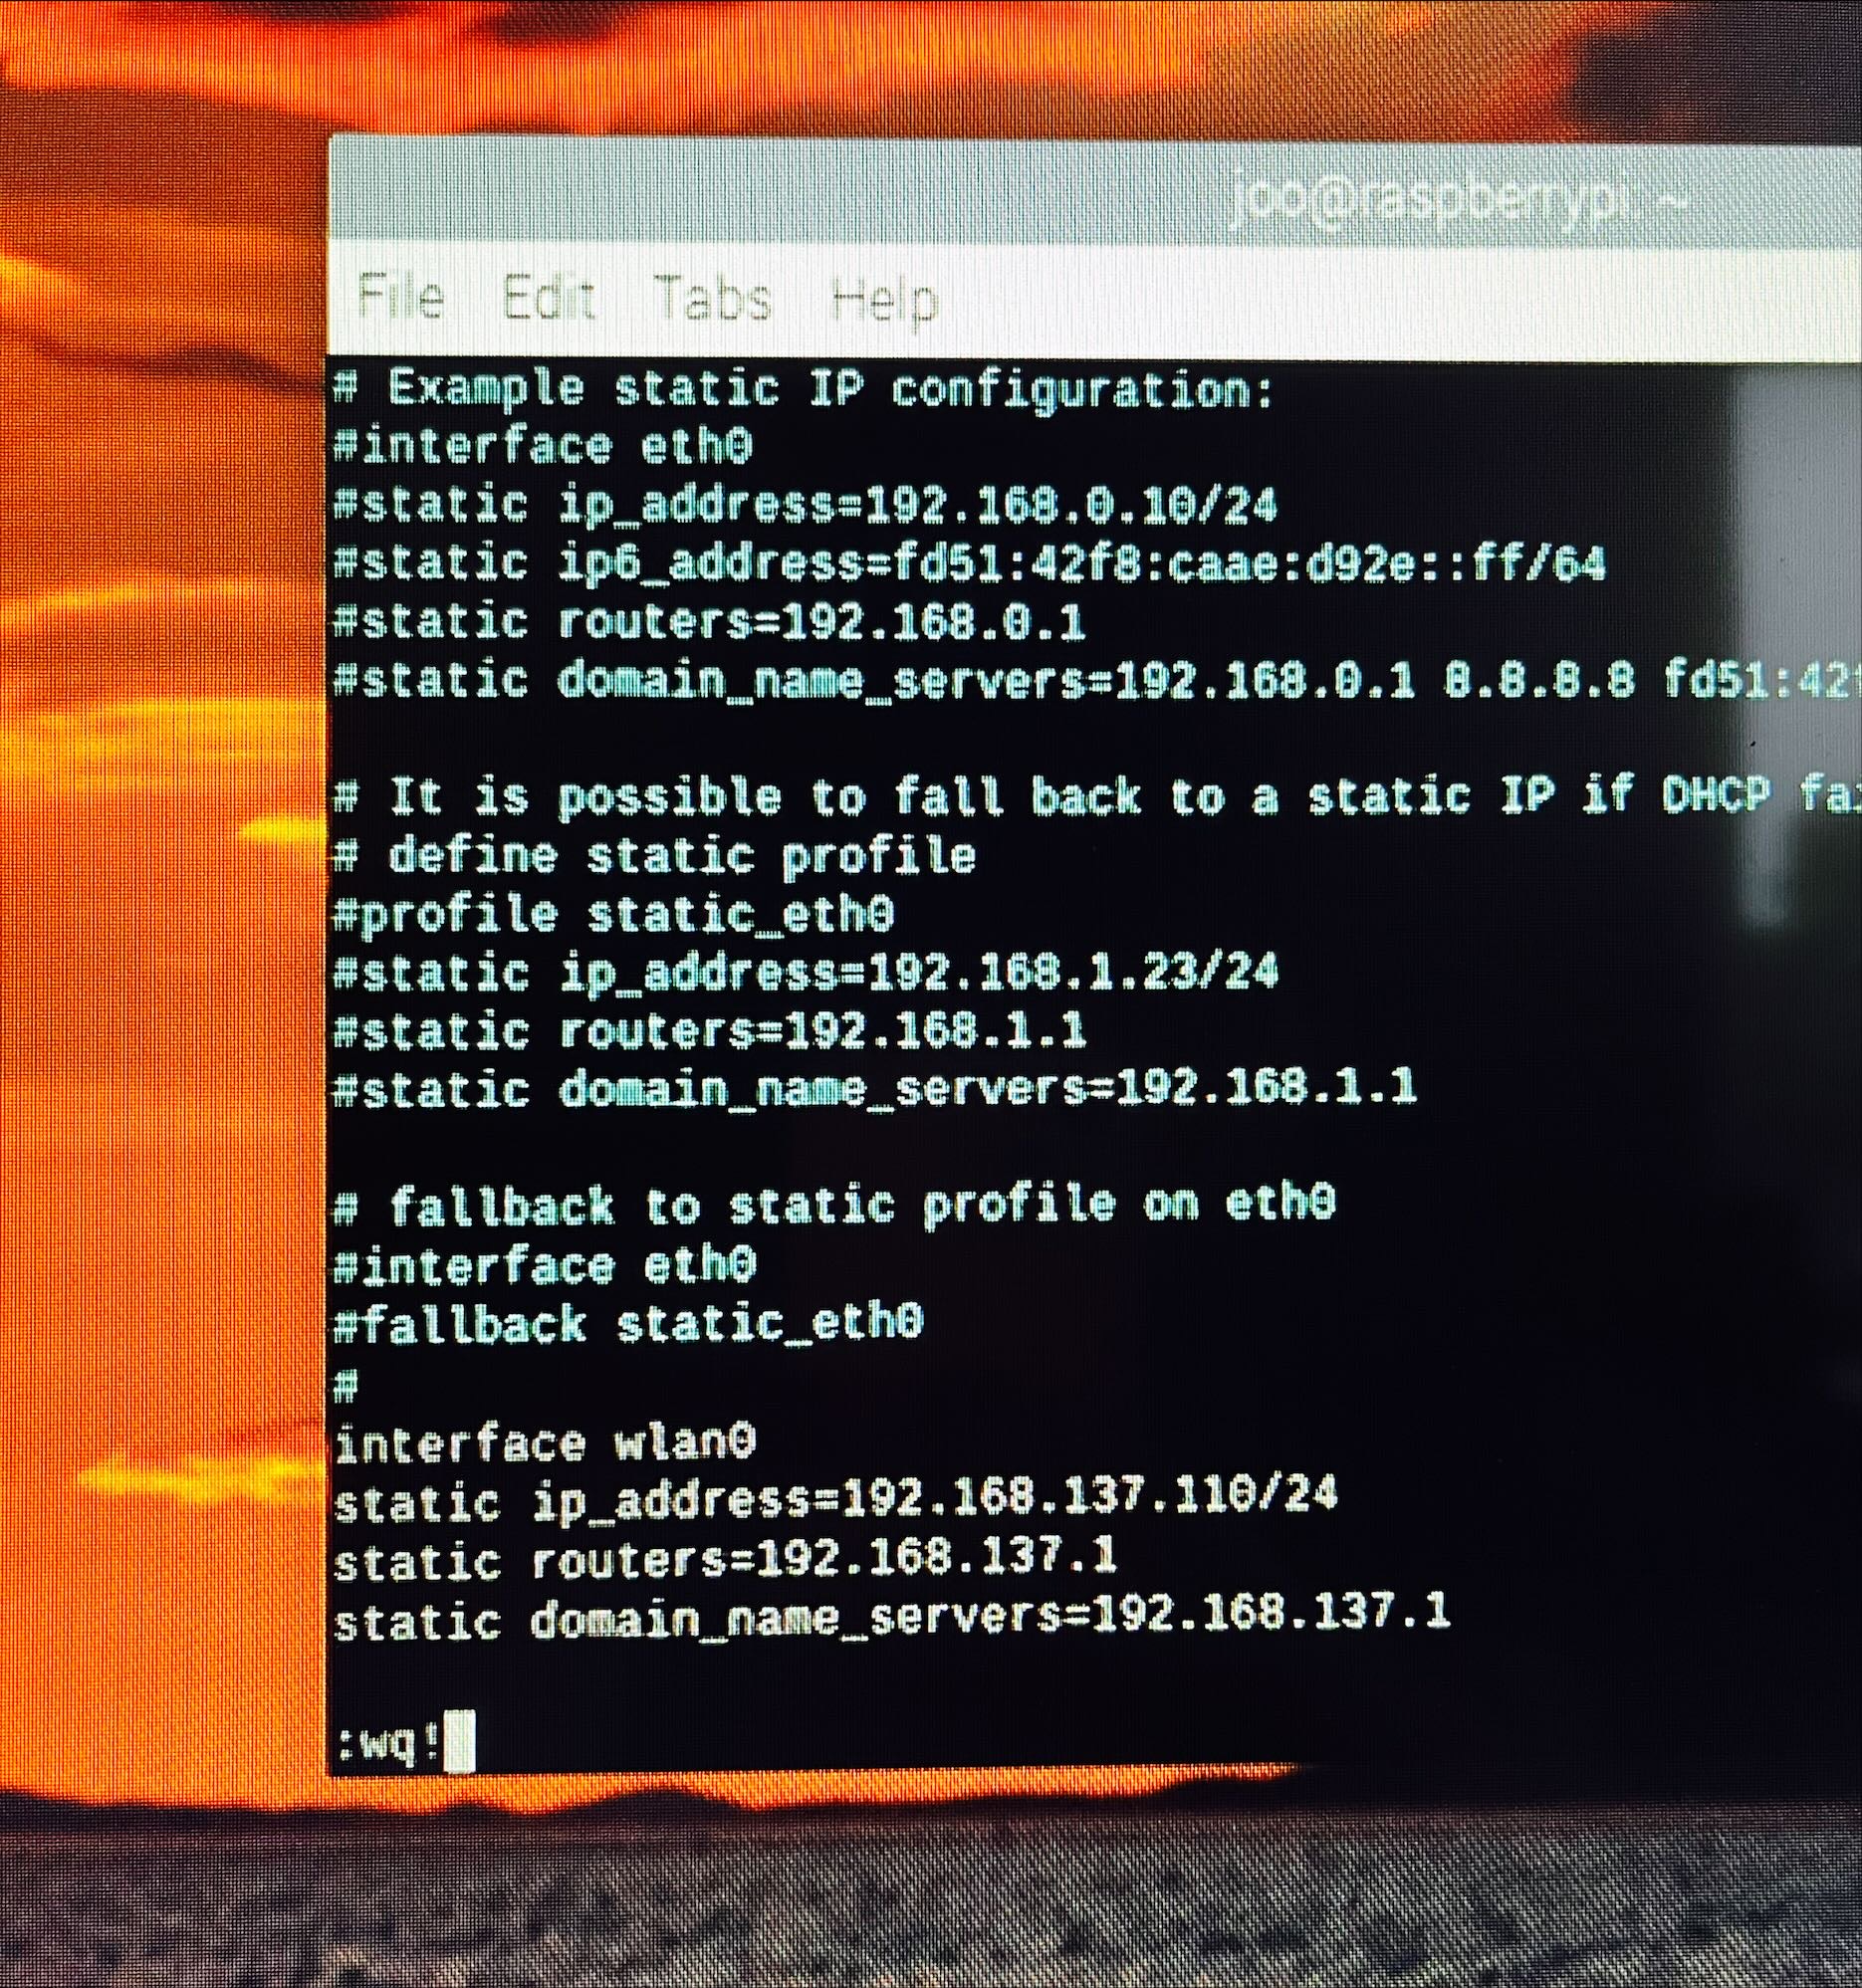 joo@raspberrypi: ~
File Edit Tabs Help
# Example static IP configuration:
#interface eth0
#static ip_address=192.168.0.10/24
#static ip6_address=fd51:42f8:caae:d92e::ff/64
#static routers=192.168.0.1
#static domain_name_servers=192.168.0.1 8.8.8.8 fd51:42f
# It is possible to fall back to a static IP if DHCP fai
# define static profile
#profile static_eth0
#static ip_address=192.168.1.23/24
#static routers=192.168.1.1
#static domain_name_servers=192.168.1.1
# fallback to static profile on eth0
#interface eth0
#fallback static_eth0
#
interface wlan0
static ip_address=192.168.137.110/24
static routers=192.168.137.1
static domain_name_servers=192.168.137.1
:wq!